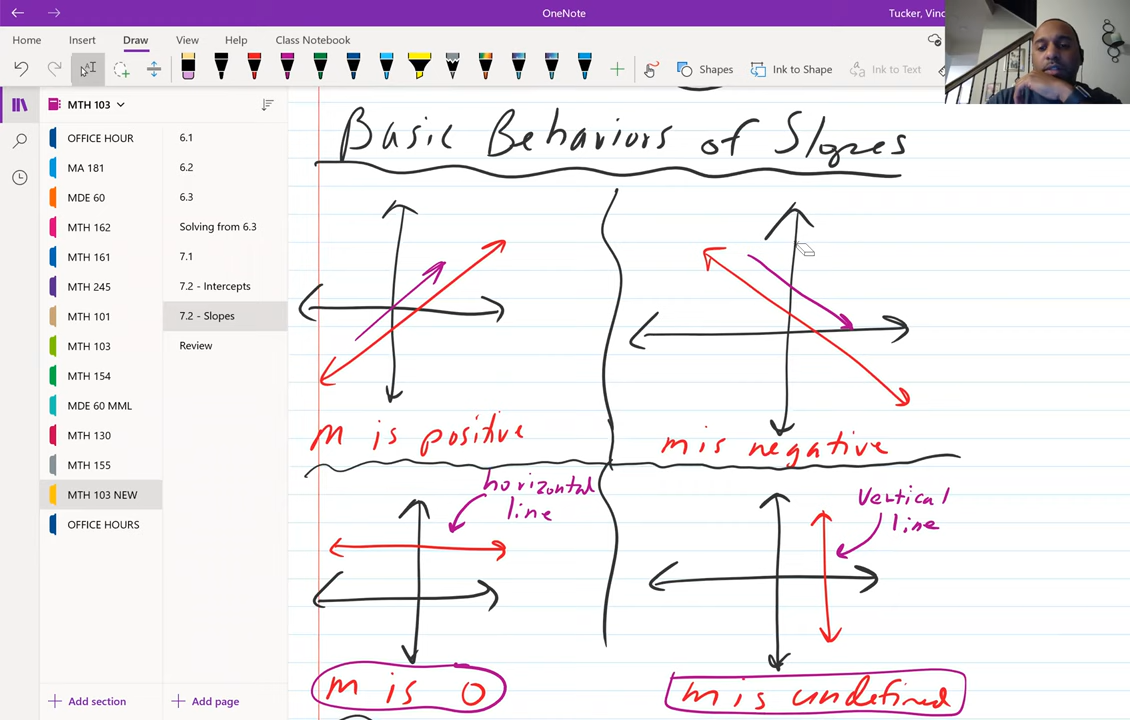 OneNote
Tucker, Vinc
Home Insert Draw View Help Class Notebook
Shapes Ink to Shape Ink to Text
MTH 103
OFFICE HOUR
MA 181
MDE 60
MTH 162
MTH 161
MTH 245
MTH 101
MTH 103
MTH 154
MDE 60 MML
MTH 130
MTH 155
MTH 103 NEW
OFFICE HOURS
Add section
6.1
6.2
6.3
Solving from 6.3
7.1
7.2 - Intercepts
7.2 - Slopes
Review
Add page
Basic Behaviors of Slopes
m is positive
m is negative
horizontal
line
m is 0
Vertical
line
m is undefined